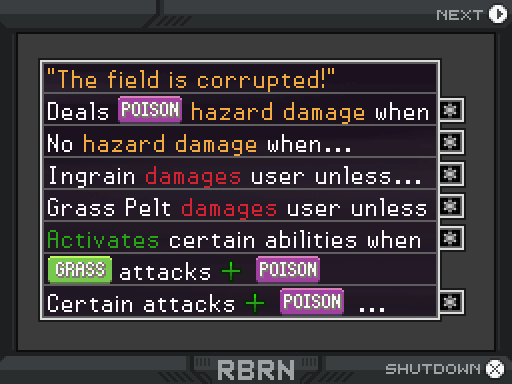 NEXT
"The field is corrupted!"
Deals POISON hazard damage when
No hazard damage when...
Ingrain damages user unless...
Grass Pelt damages user unless
Activates certain abilities when
GRASS attacks + POISON
Certain attacks + POISON ...
RBRN
SHUTDOWN